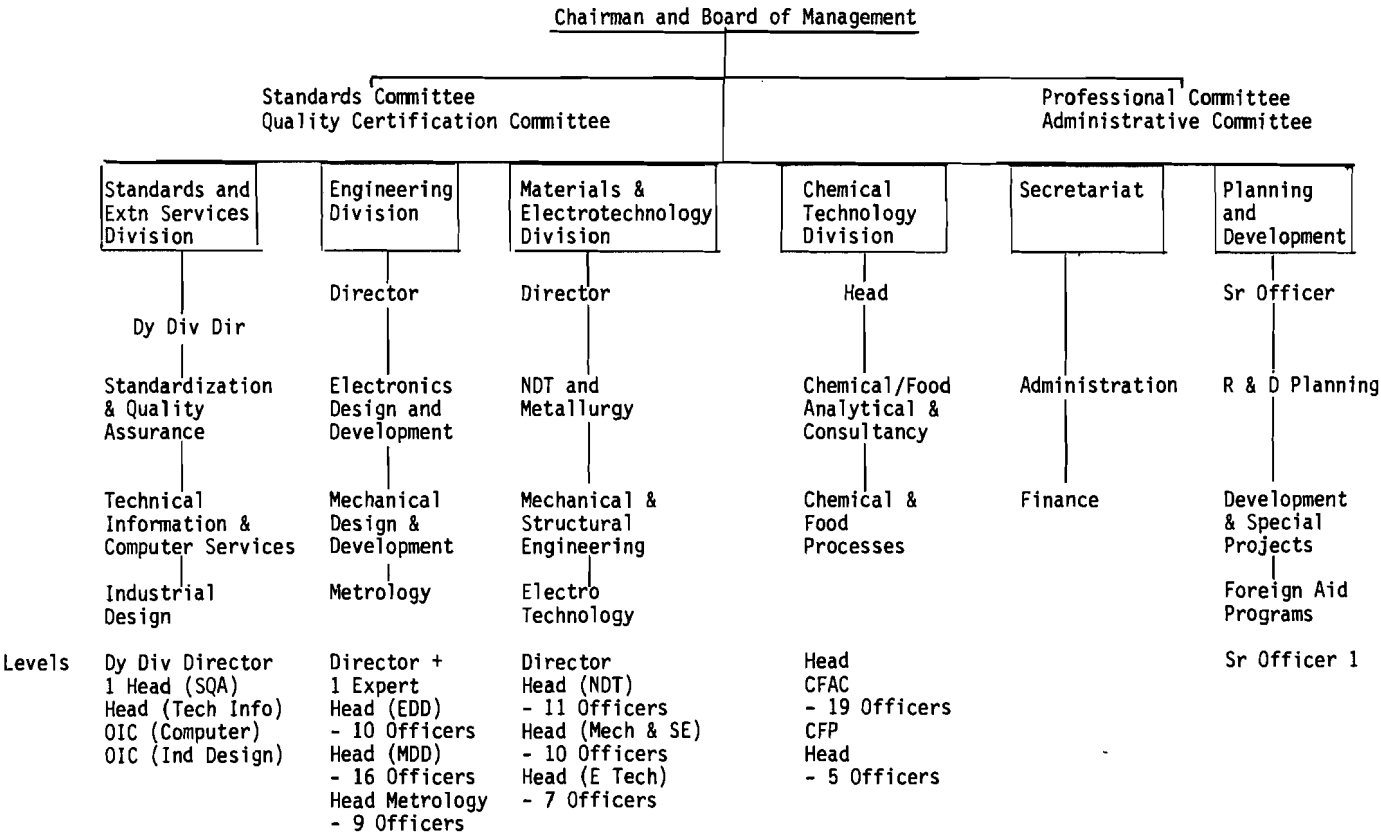 Chairman and Board of Management
Standards Committee
Quality Certification Committee
Professional Committee
Administrative Committee
Standards and
Extn Services
Division
Engineering
Division
Materials &
Electrotechnology
Division
Chemical
Technology
Division
Secretariat
Planning
and
Development
Dy Div Dir
Director
Director
Head
Sr Officer
Standardization
& Quality
Assurance
Electronics
Design and
Development
NDT and
Metallurgy
Chemical/Food
Analytical &
Consultancy
Administration
R & D Planning
Technical
Information &
Computer Services
Mechanical
Design &
Development
Mechanical &
Structural
Engineering
Chemical &
Food
Processes
Finance
Development
& Special
Projects
Industrial
Design
Metrology
Electro
Technology
Foreign Aid
Programs
Levels
Dy Div Director
1 Head (SQA)
Head (Tech Info)
OIC (Computer)
OIC (Ind Design)
Director +
1 Expert
Head (EDD)
- 10 Officers
Head (MDD)
- 16 Officers
Head Metrology
- 9 Officers
Director
Head (NDT)
- 11 Officers
Head (Mech & SE)
- 10 Officers
Head (E Tech)
- 7 Officers
Head
CFAC
- 19 Officers
CFP
Head
- 5 Officers
Sr Officer 1